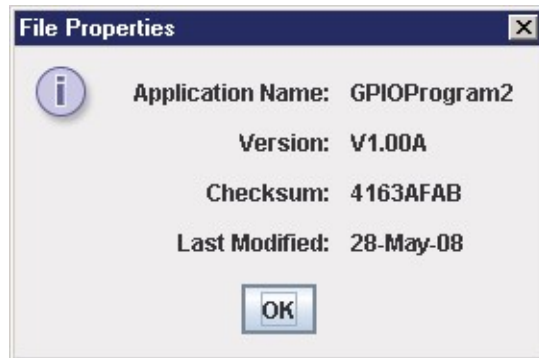 File Properties
Application Name: GPIOProgram2
Version: V1.00A
Checksum: 4163AFAB
Last Modified: 28-May-08
OK